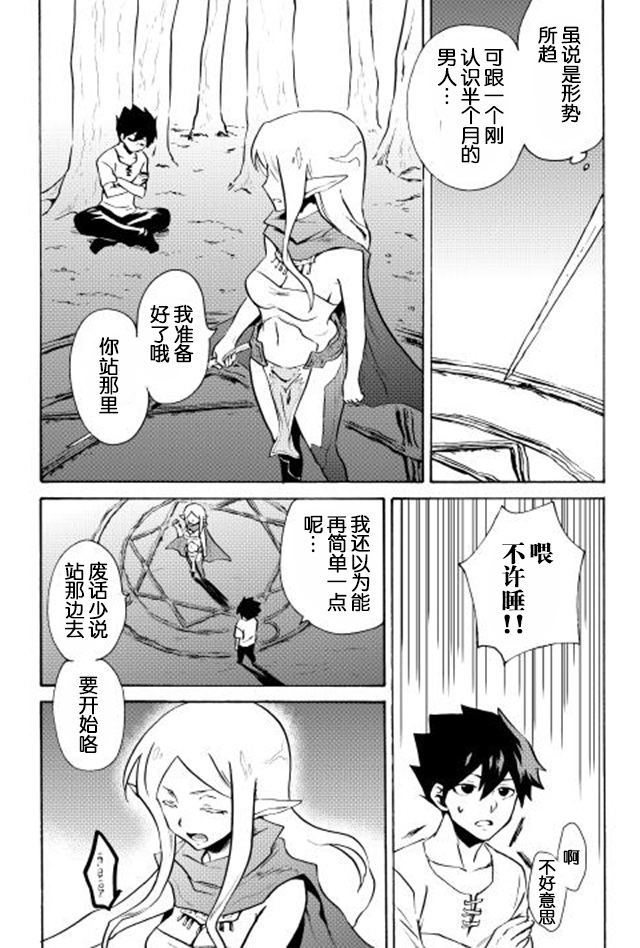 虽说是形势
所趋
可跟一个刚
认识半个月的
男人…
我准备
好了哦
你站那里
喂
不许睡!!
啊
不好意思
我还以为能
再简单一点
呢…
废话少说
站那边去
要开始咯